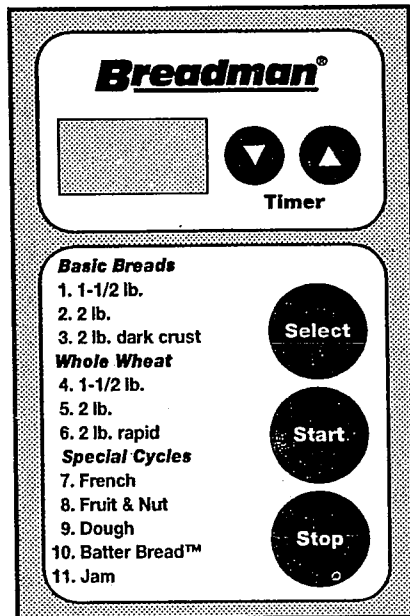 Breadman®
Timer
Basic Breads
1. 1-1/2 lb.
2. 2 lb.
3. 2 lb. dark crust
Whole Wheat
4. 1-1/2 lb.
5. 2 lb.
6. 2 lb. rapid
Special Cycles
7. French
8. Fruit & Nut
9. Dough
10. Batter Bread™
11. Jam
Select
Start
Stop